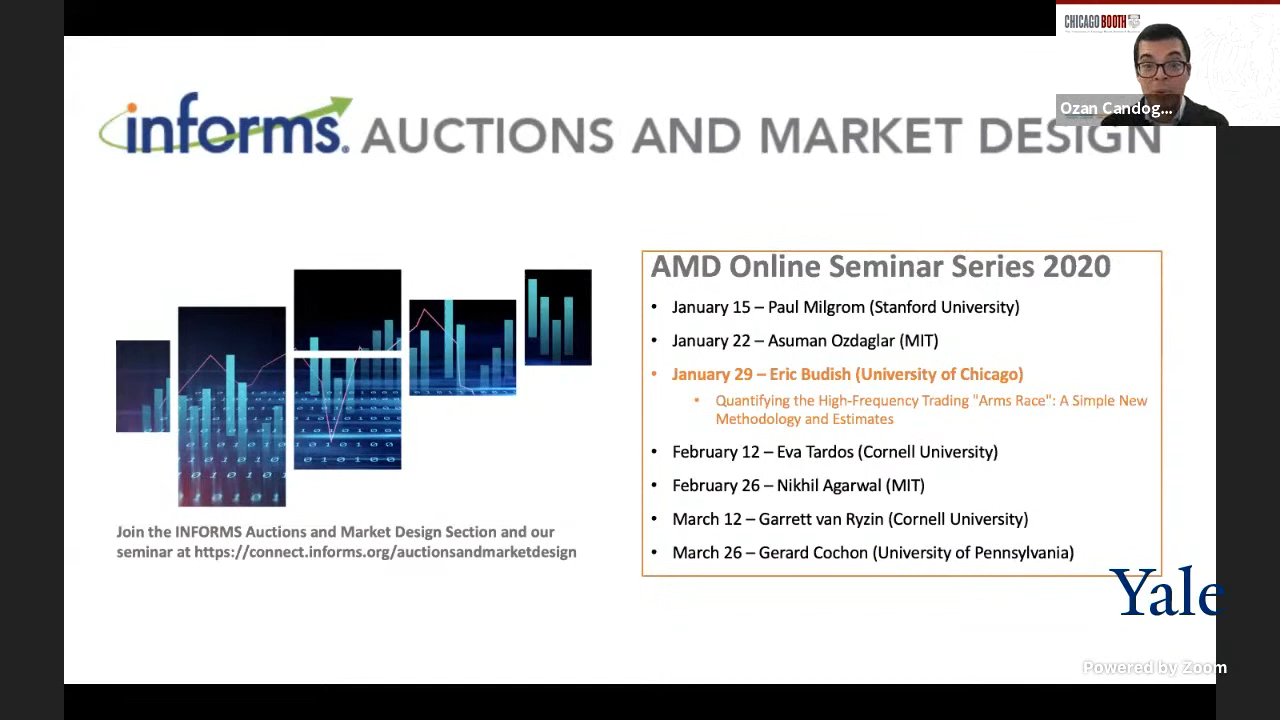 CHICAGO BOOTH
Ozan Candog...
informs. AUCTIONS AND MARKET DESIGN
AMD Online Seminar Series 2020
• January 15 – Paul Milgrom (Stanford University)
• January 22 – Asuman Ozdaglar (MIT)
• January 29 – Eric Budish (University of Chicago)
• Quantifying the High-Frequency Trading "Arms Race": A Simple New
Methodology and Estimates
• February 12 – Eva Tardos (Cornell University)
• February 26 – Nikhil Agarwal (MIT)
• March 12 – Garrett van Ryzin (Cornell University)
• March 26 – Gerard Cochon (University of Pennsylvania)
Join the INFORMS Auctions and Market Design Section and our
seminar at https://connect.informs.org/auctionsandmarketdesign
Yale
Powered by Zoom